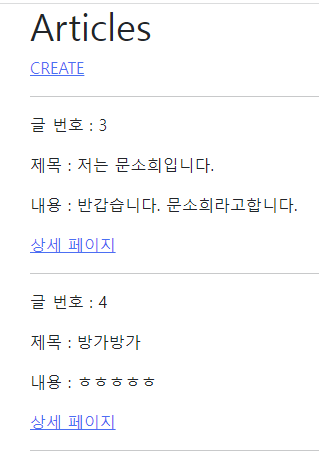 Articles
CREATE
글 번호 : 3
제목 : 저는 문소희입니다.
내용 : 반갑습니다. 문소희라고합니다.
상세 페이지
글 번호 : 4
제목 : 방가방가
내용 : ㅎㅎㅎㅎㅎ
상세 페이지